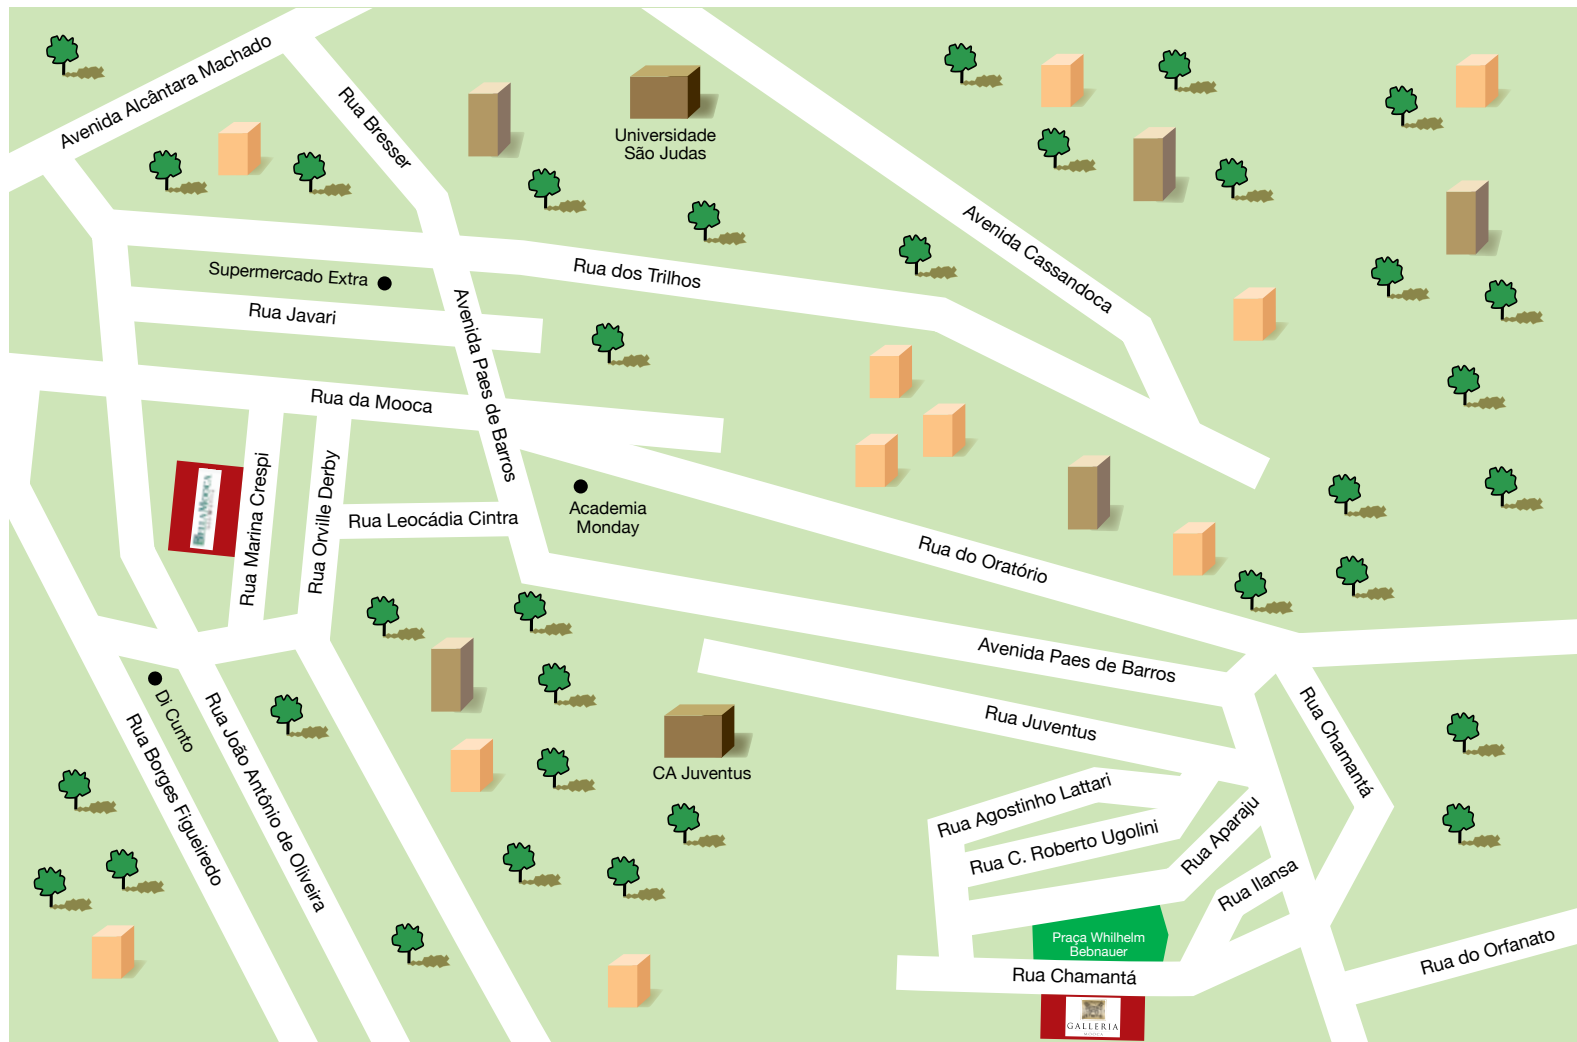 Avenida Alcântara Machado
Rua Bresser
Universidade
São Judas
Avenida Cassandoca
Supermercado Extra
Rua dos Trilhos
Rua Javari
Avenida Paes de Barros
Rua da Mooca
BELLA MOOCA
Rua Marina Crespi
Rua Orville Derby
Rua Leocádia Cintra
Academia
Monday
Rua do Oratório
Avenida Paes de Barros
Di Cunto
Rua Borges Figueiredo
Rua João Antônio de Oliveira
CA Juventus
Rua Juventus
Rua Chamantá
Rua Agostinho Lattari
Rua C. Roberto Ugolini
Rua Aparaju
Rua Ilansa
Praça Whilhelm
Bebnauer
Rua Chamantá
Rua do Orfanato
GALLERIA
MOOCA